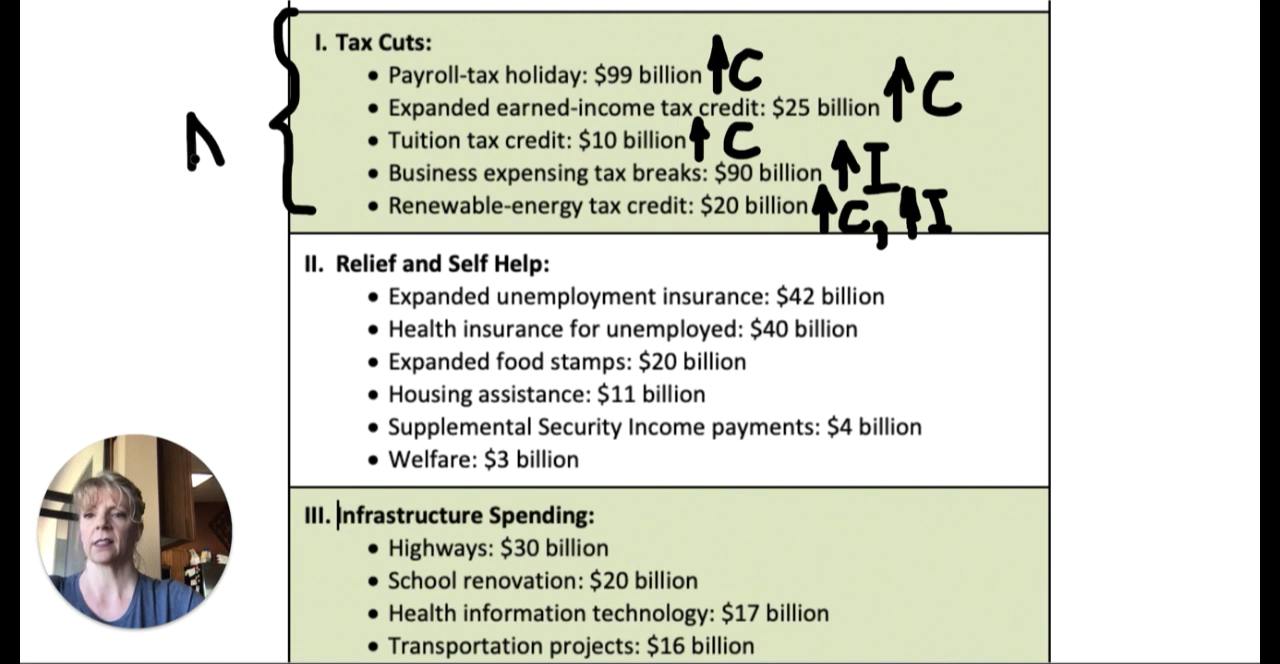 I. Tax Cuts:
• Payroll-tax holiday: $99 billion ↑C
• Expanded earned-income tax credit: $25 billion ↑C
• Tuition tax credit: $10 billion ↑C
• Business expensing tax breaks: $90 billion ↑I
• Renewable-energy tax credit: $20 billion ↑C, ↑I
II. Relief and Self Help:
• Expanded unemployment insurance: $42 billion
• Health insurance for unemployed: $40 billion
• Expanded food stamps: $20 billion
• Housing assistance: $11 billion
• Supplemental Security Income payments: $4 billion
• Welfare: $3 billion
III. Infrastructure Spending:
• Highways: $30 billion
• School renovation: $20 billion
• Health information technology: $17 billion
• Transportation projects: $16 billion